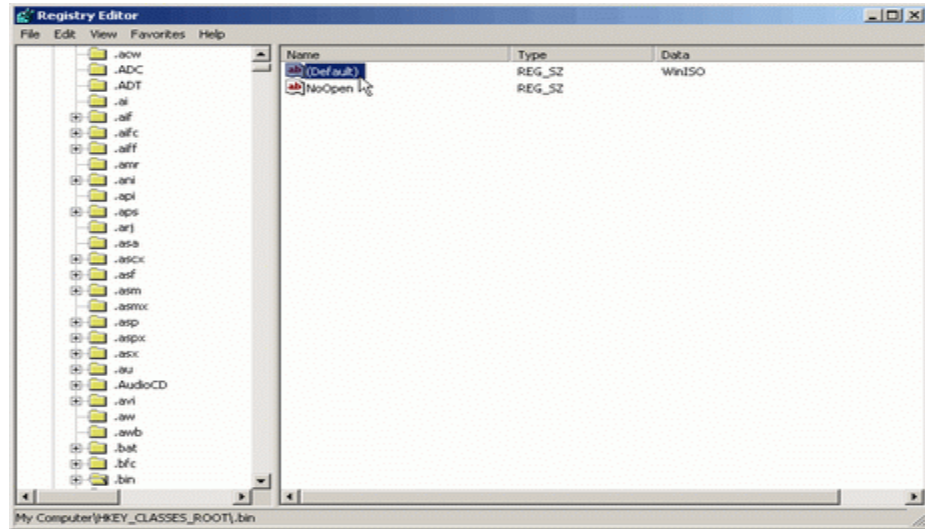 Registry Editor
File Edit View Favorites Help
.acw
.ADC
.ADT
.ai
.aif
.aifc
.aiff
.amr
.ani
.api
.aps
.arj
.asa
.ascx
.asf
.asm
.asmx
.asp
.aspx
.asx
.au
.AudioCD
.avi
.aw
.awb
.bat
.bfc
.bin
Name Type Data
(Default) REG_SZ WinISO
NoOpen REG_SZ
My Computer\HKEY_CLASSES_ROOT\.bin